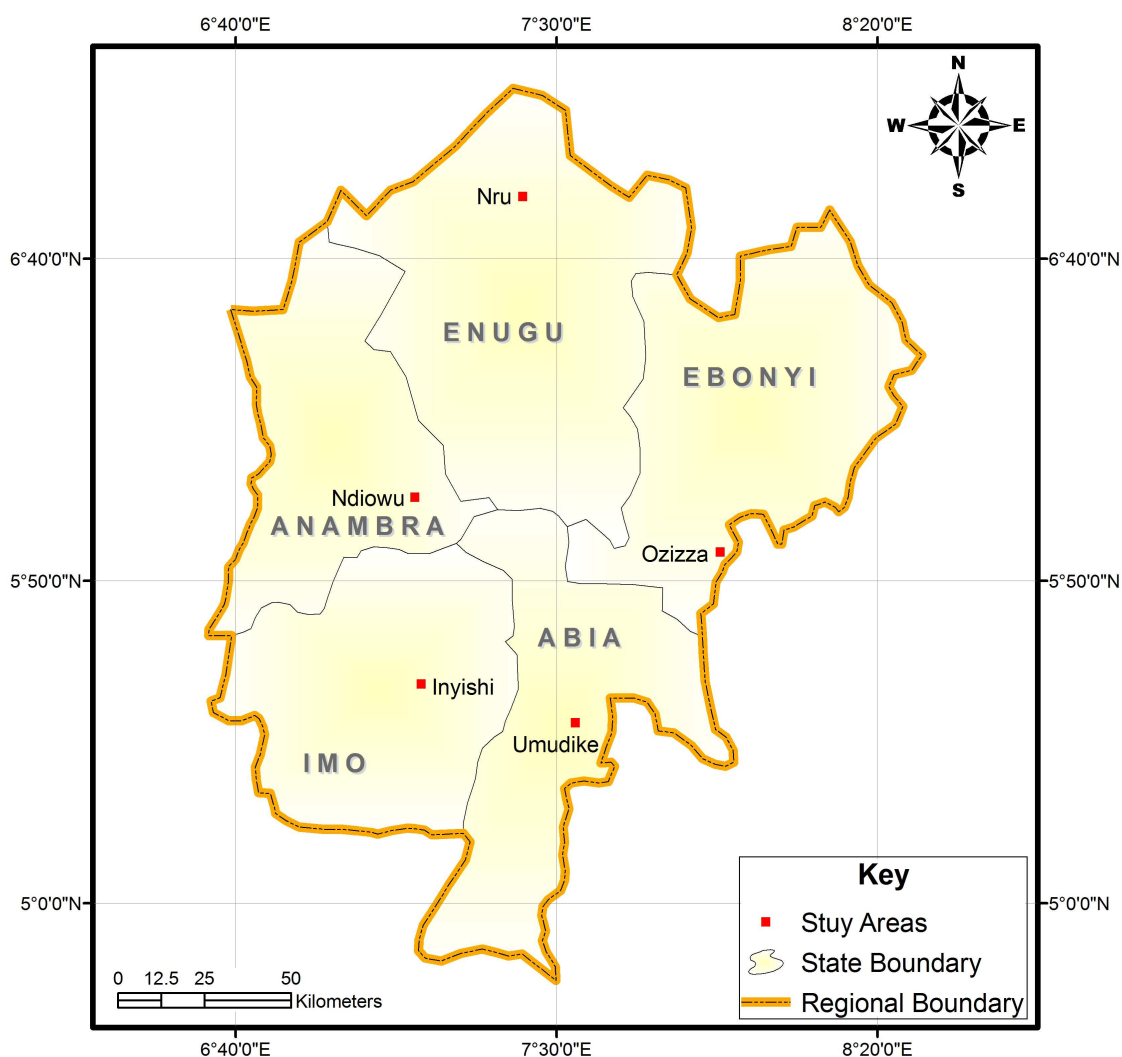 6°40'0"E 7°30'0"E 8°20'0"E
N
W E
S
Nru
6°40'0"N 6°40'0"N
ENUGU
EBONYI
Ndiowu
ANAMBRA
Ozizza
5°50'0"N 5°50'0"N
ABIA
Inyishi
Umudike
IMO
Key
5°0'0"N 5°0'0"N
Stuy Areas
State Boundary
0 12.5 25 50
Kilometers
Regional Boundary
6°40'0"E 7°30'0"E 8°20'0"E